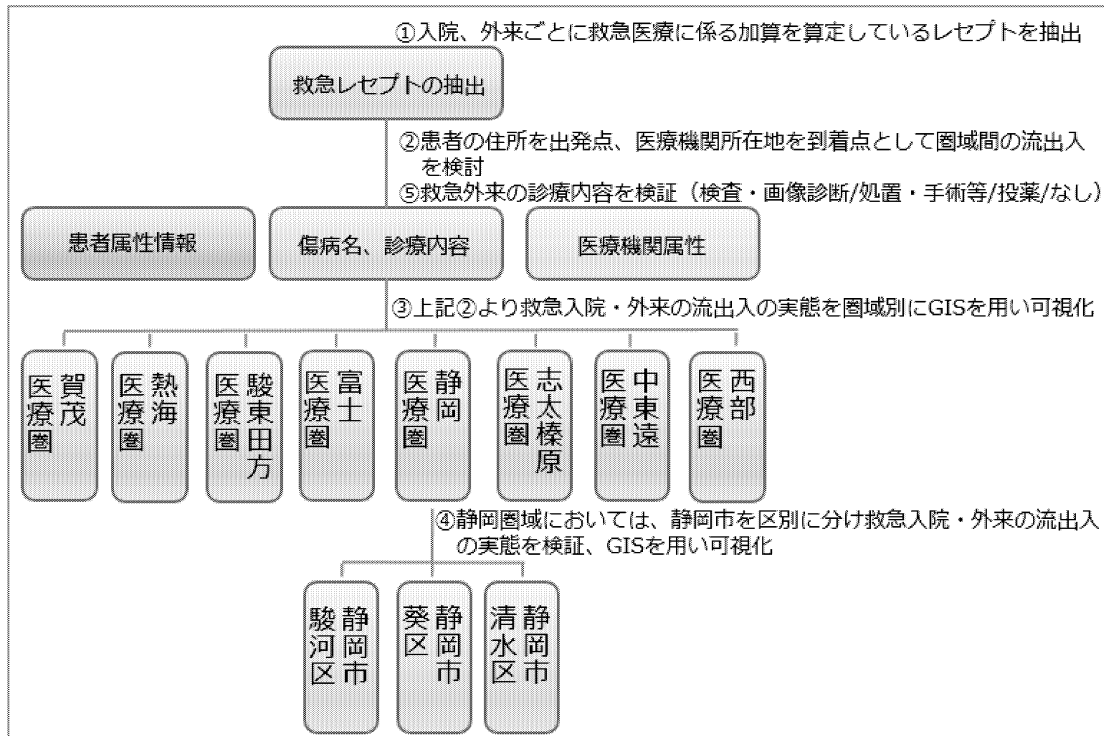 ①入院、外来ごとに救急医療に係る加算を算定しているレセプトを抽出
救急レセプトの抽出
②患者の住所を出発点、医療機関所在地を到着点として圏域間の流出入
を検討
⑤救急外来の診療内容を検証（検査・画像診断/処置・手術等/投薬/なし）
患者属性情報
傷病名、診療内容
医療機関属性
③上記②より救急入院・外来の流出入の実態を圏域別にGISを用い可視化
賀茂
医療圏
熱海
医療圏
駿東田方
医療圏
富士
医療圏
静岡
医療圏
志太榛原
医療圏
中東遠
医療圏
西部
医療圏
④静岡圏域においては、静岡市を区別に分け救急入院・外来の流出入
の実態を検証、GISを用い可視化
静岡市
駿河区
静岡市
葵区
静岡市
清水区